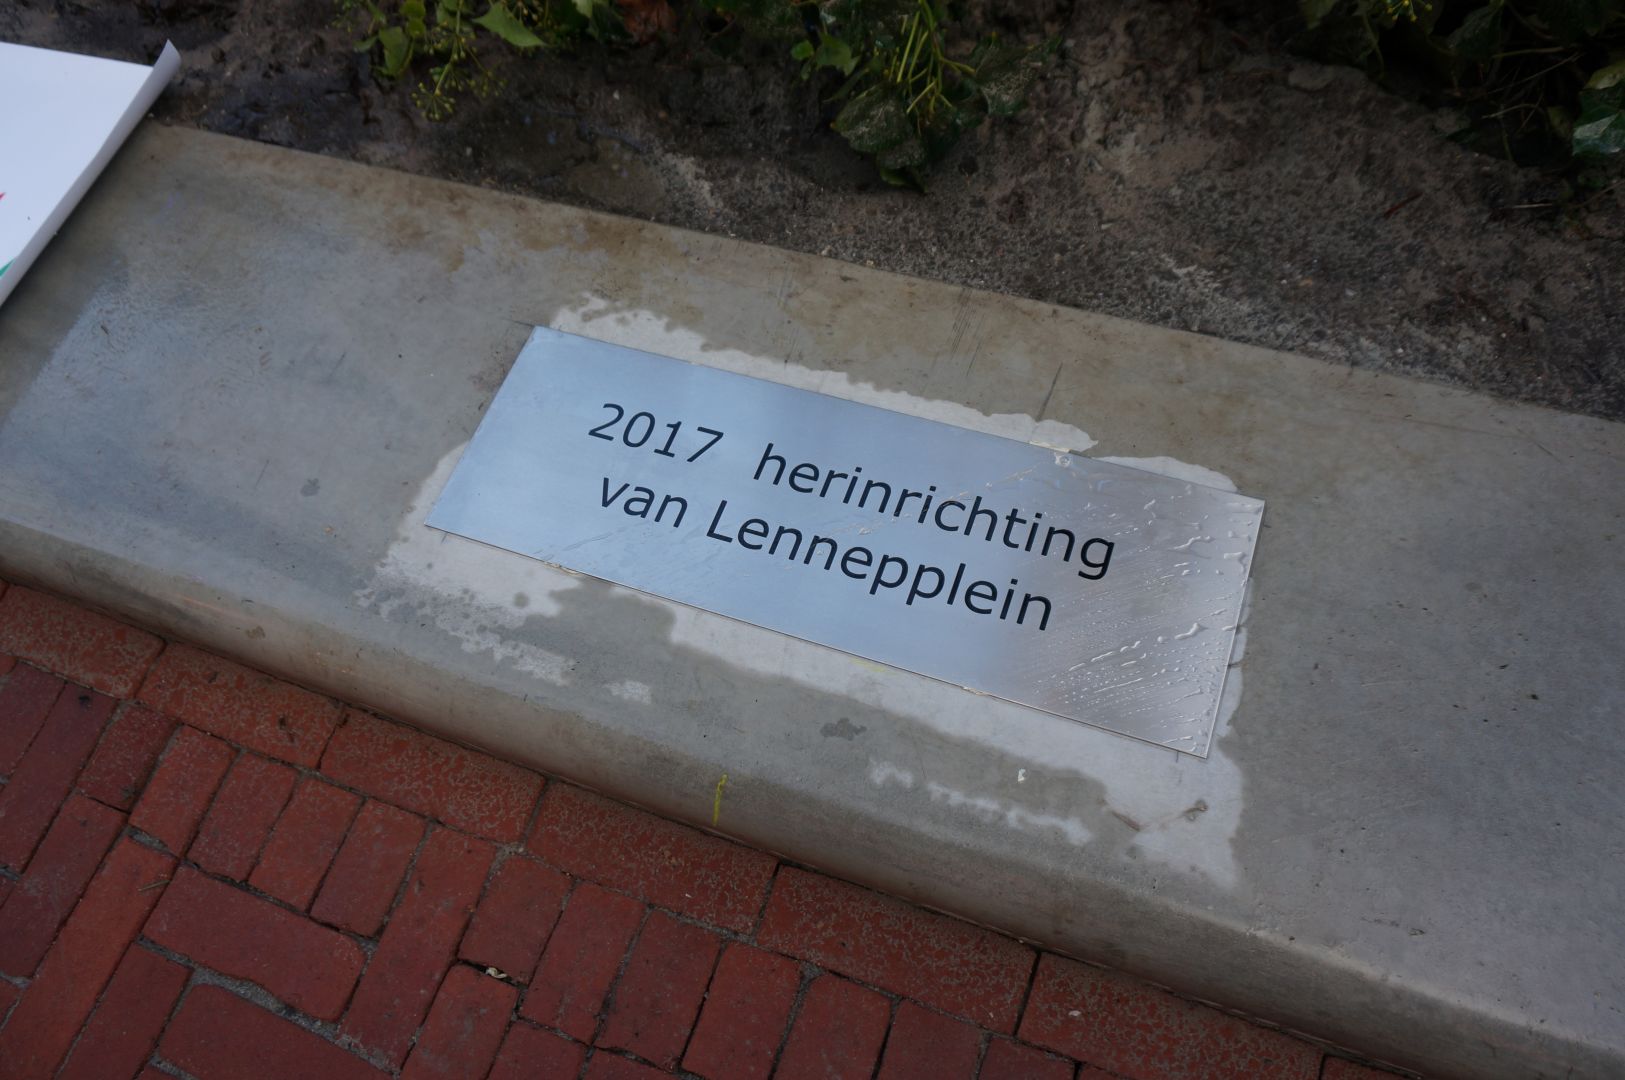 2017 herinrichting
van Lennepplein